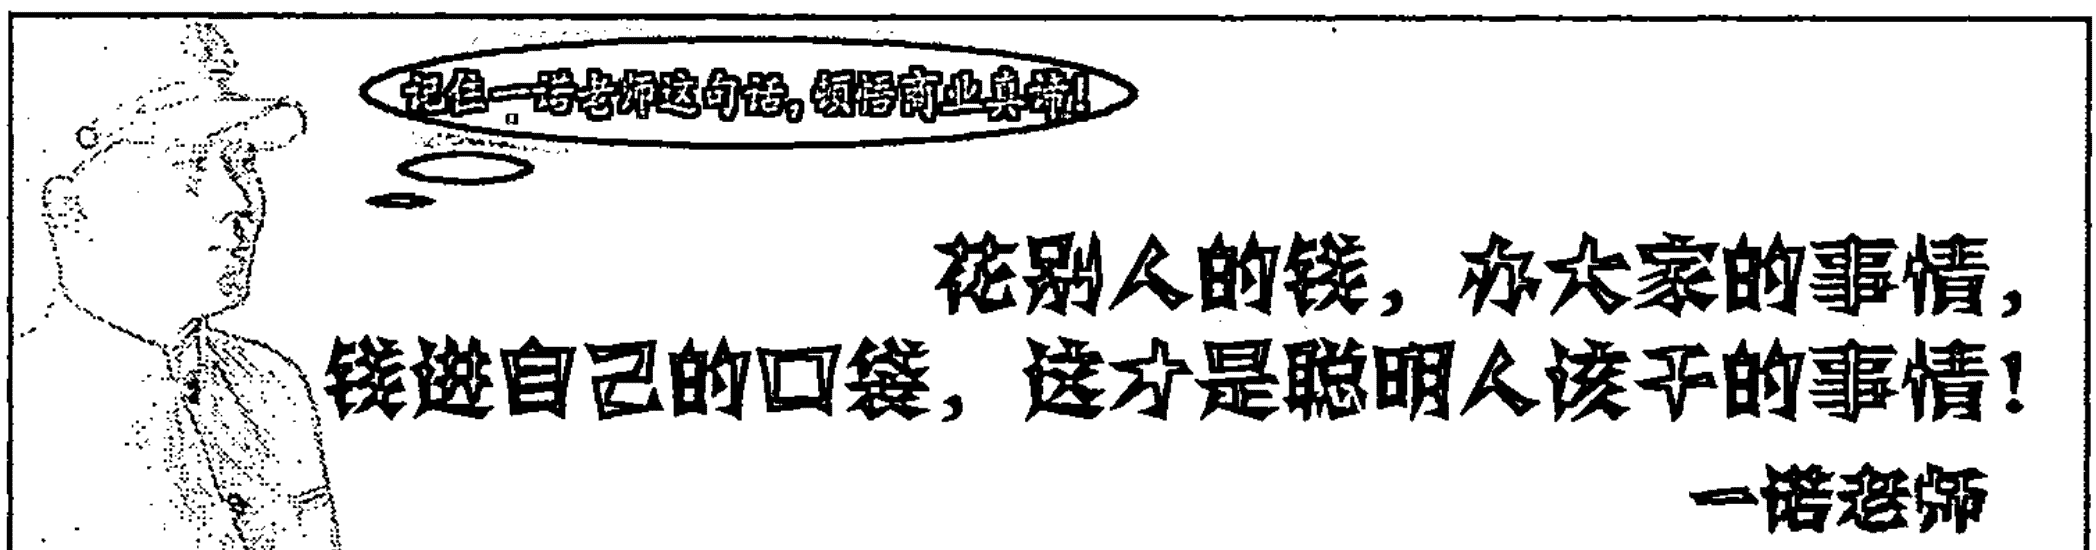 记住一诺老师这句话，顿悟商业真谛！
花别人的钱，办大家的事情，
钱进自己的口袋，这才是聪明人该干的事情！
一诺老师